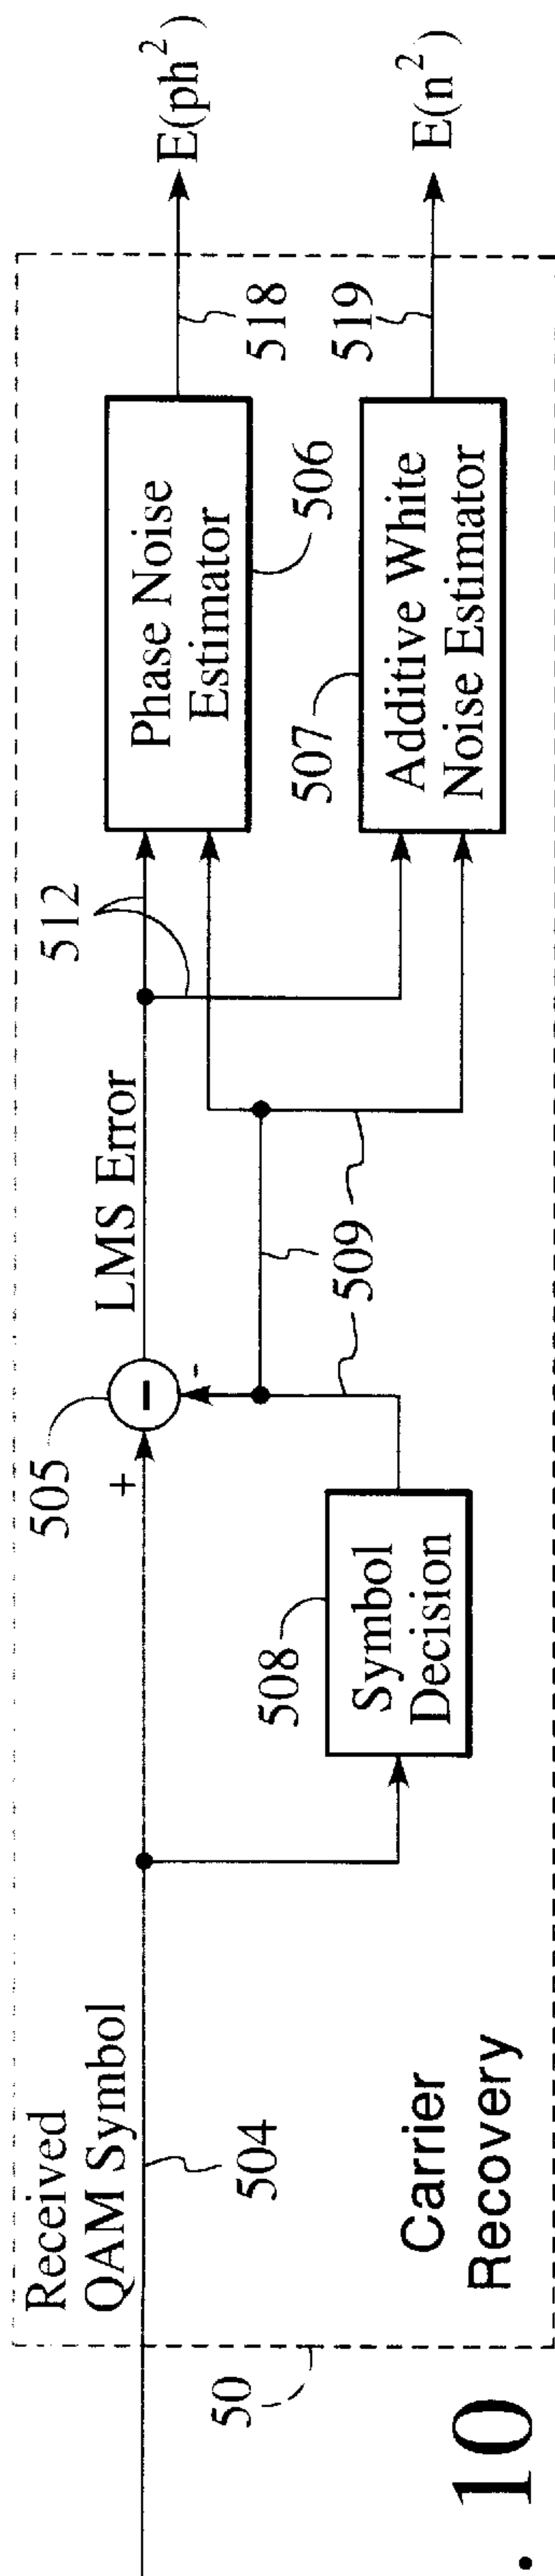 Received
QAM Symbol
504
505
+
-
-
LMS Error
512
Phase Noise
Estimator
506
518
E(ph²)
508
Symbol
Decision
509
507
Additive White
Noise Estimator
519
E(n²)
Carrier
Recovery
50
. 10